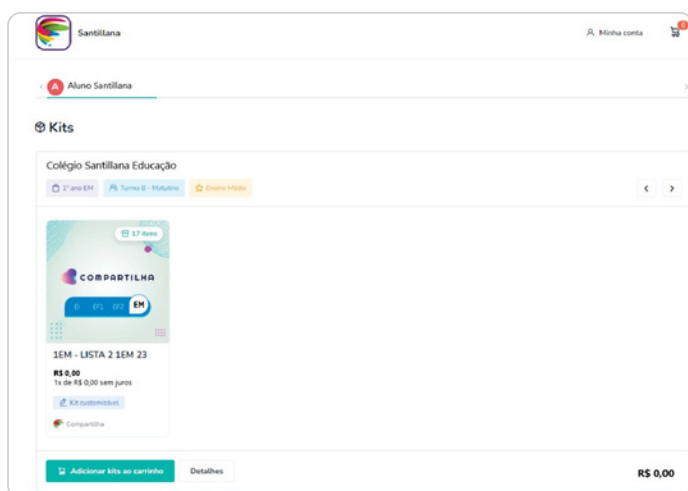 Santillana
Minha conta
0
A Aluno Santillana
Kits
Colégio Santillana Educação
1º ano EM
Turma B - Matutino
Ensino Médio
17 itens
COMPARTILHA
EI EF1 EF2 EM
1EM - LISTA 2 1EM 23
R$ 0,00
1x de R$ 0,00 sem juros
Kit customizável
Compartilha
Adicionar kits ao carrinho
Detalhes
R$ 0,00